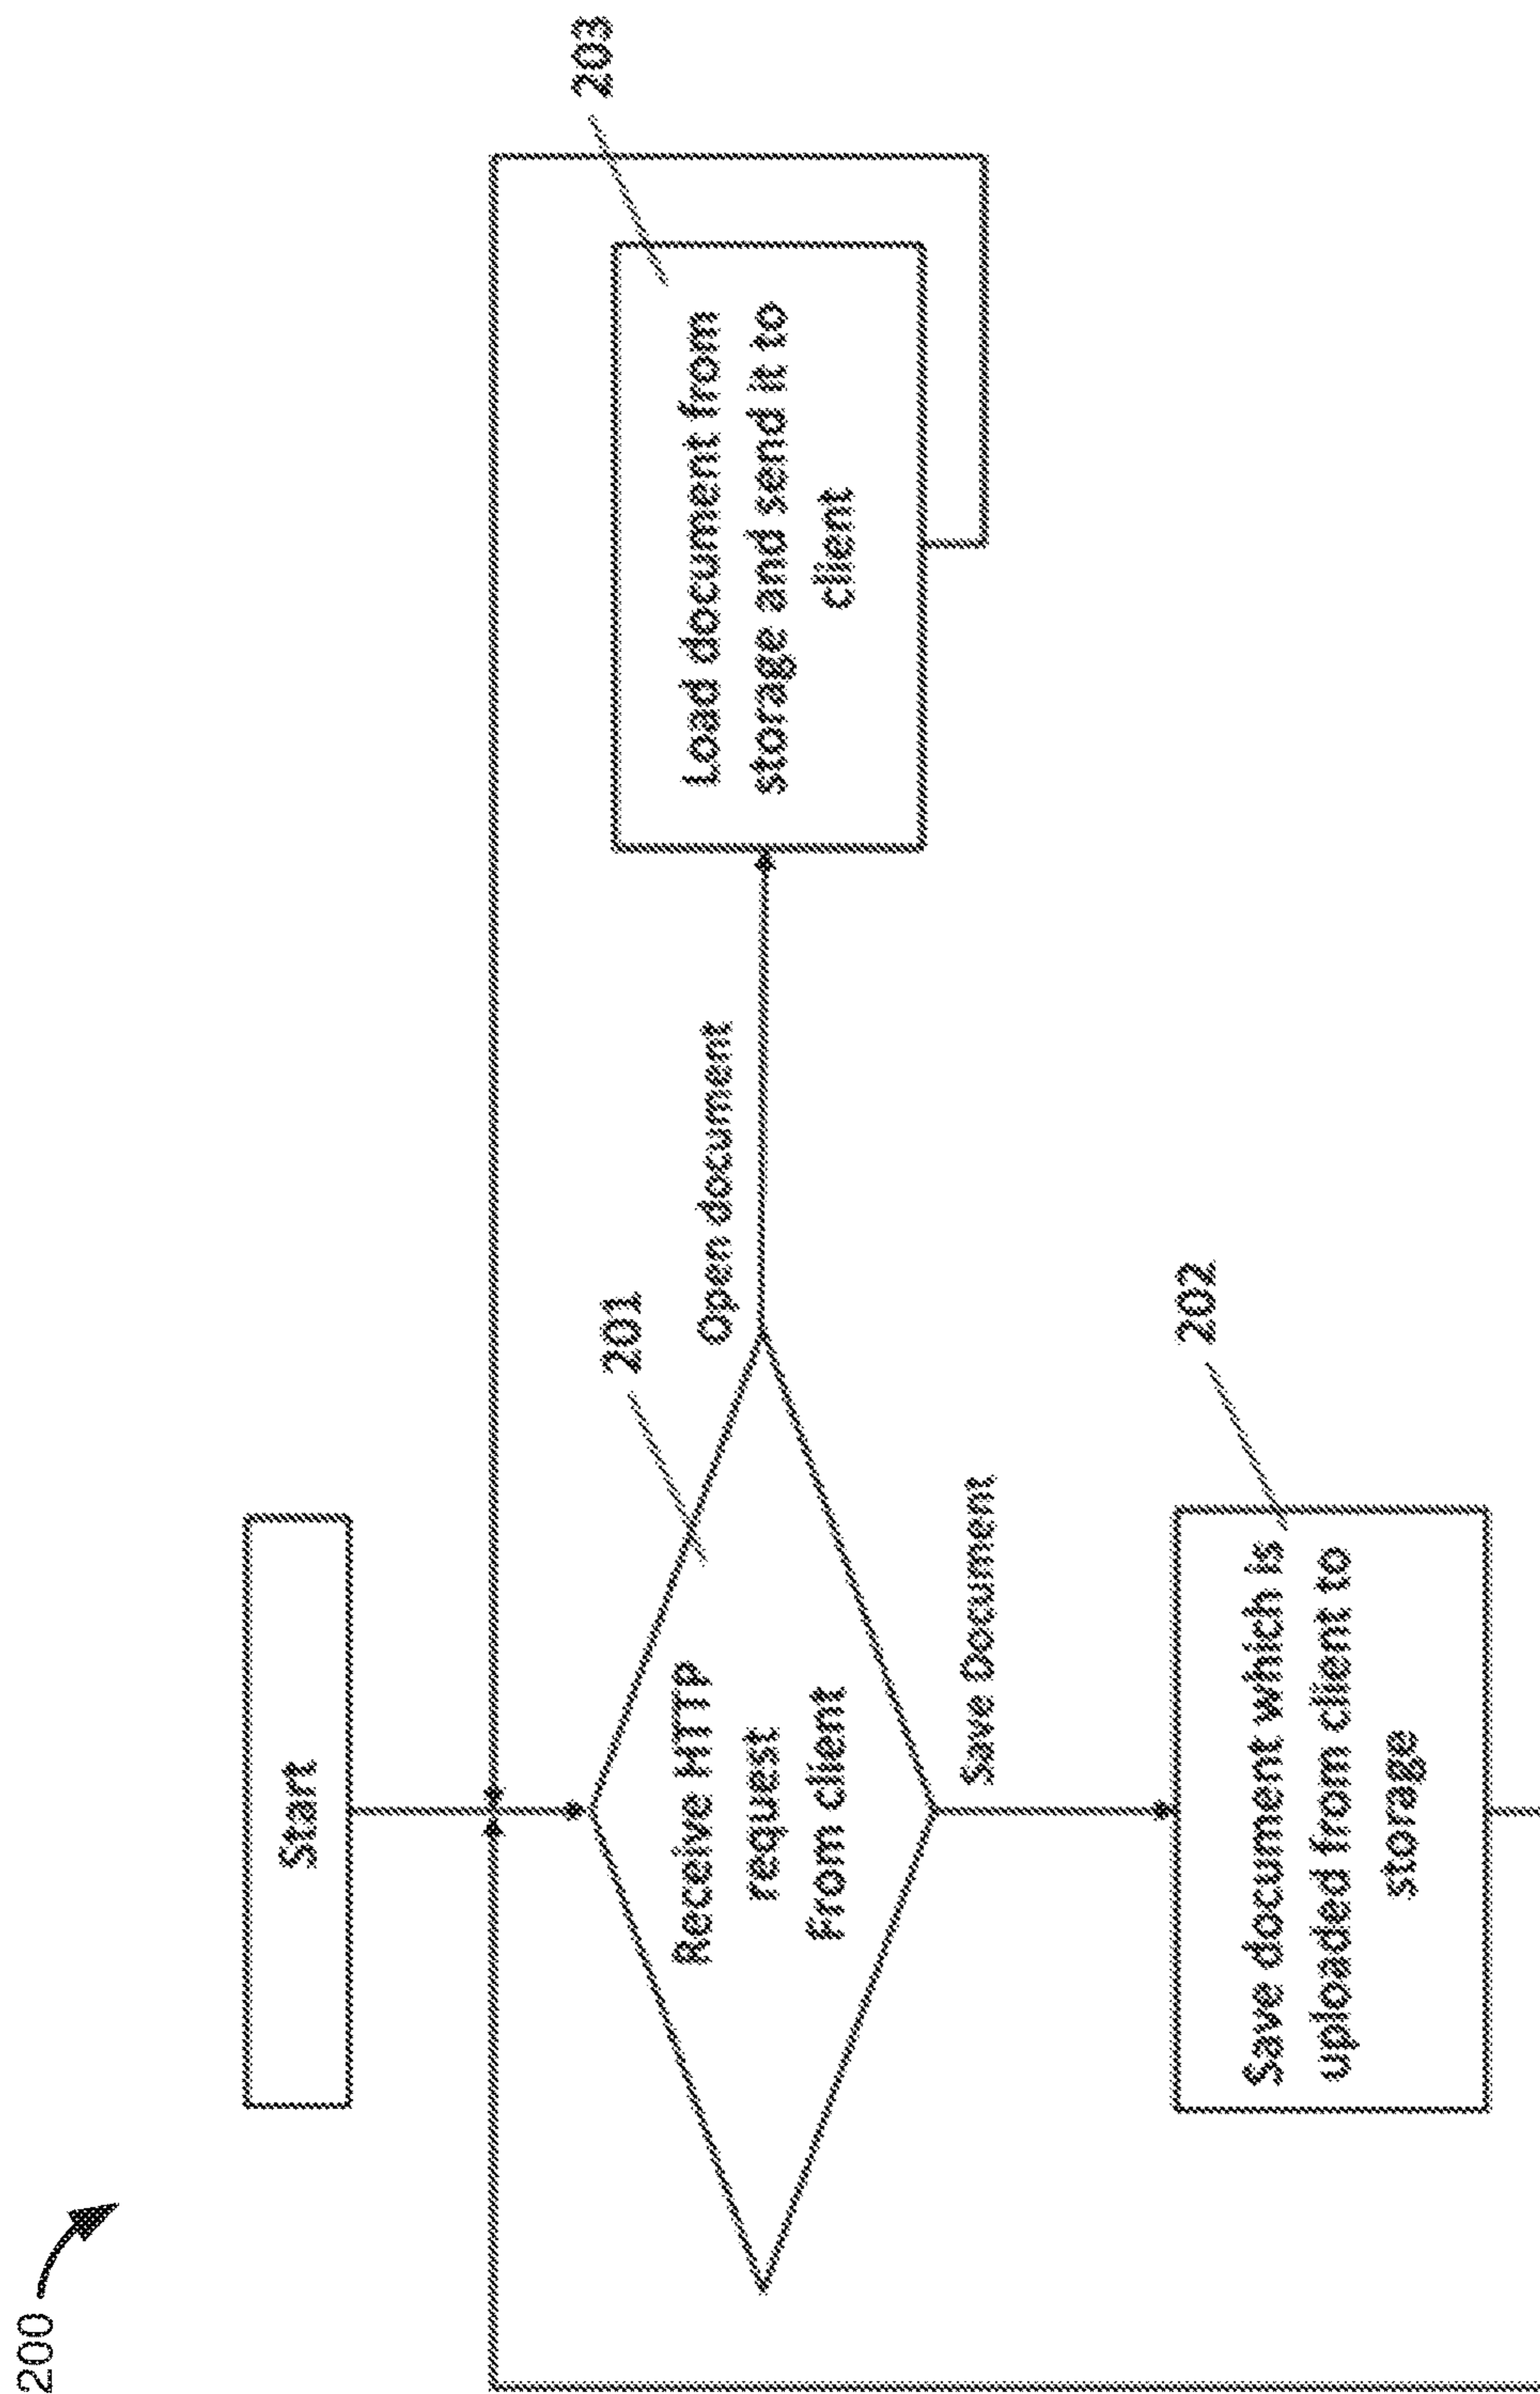 200
Start
201
Receive HTTP
request
From client
Open document
203
Load document from
storage and send it to
client
Save Document
202
Save document which is
uploaded from client to
storage